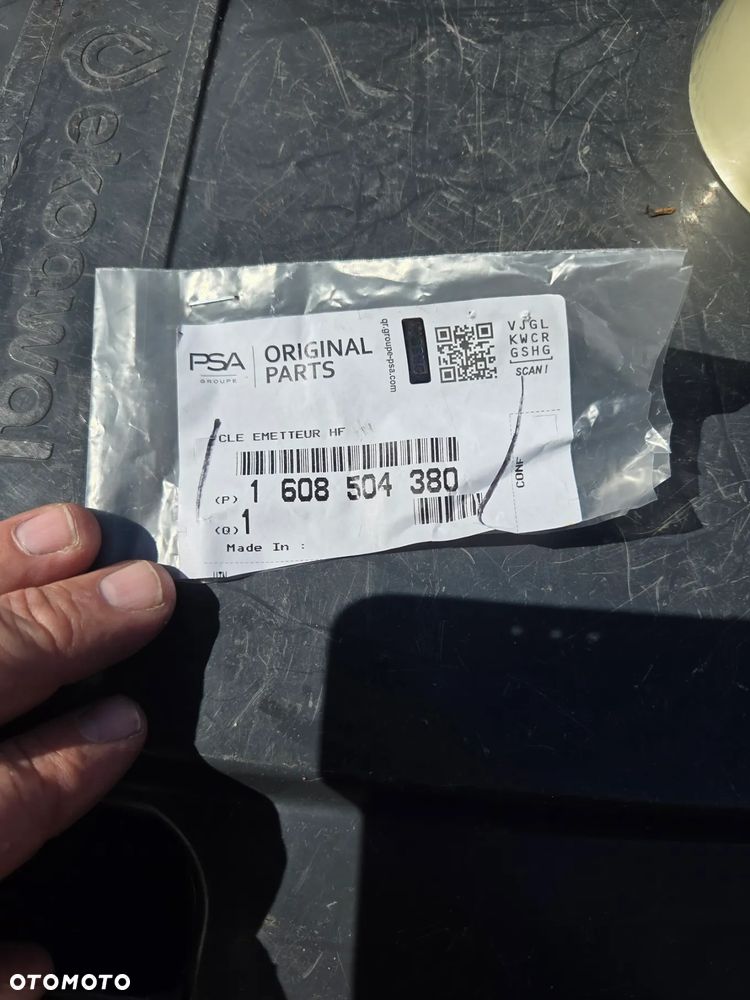 ekodwal
PSA
GROUPE
ORIGINAL
PARTS
qr.groupe-psa.com
VJGL
KWCR
GSHG
SCAN!
CLE EMETTEUR HF
(P) 1 608 504 380
CONF
(Q) 1
Made In :
OTOMOTO